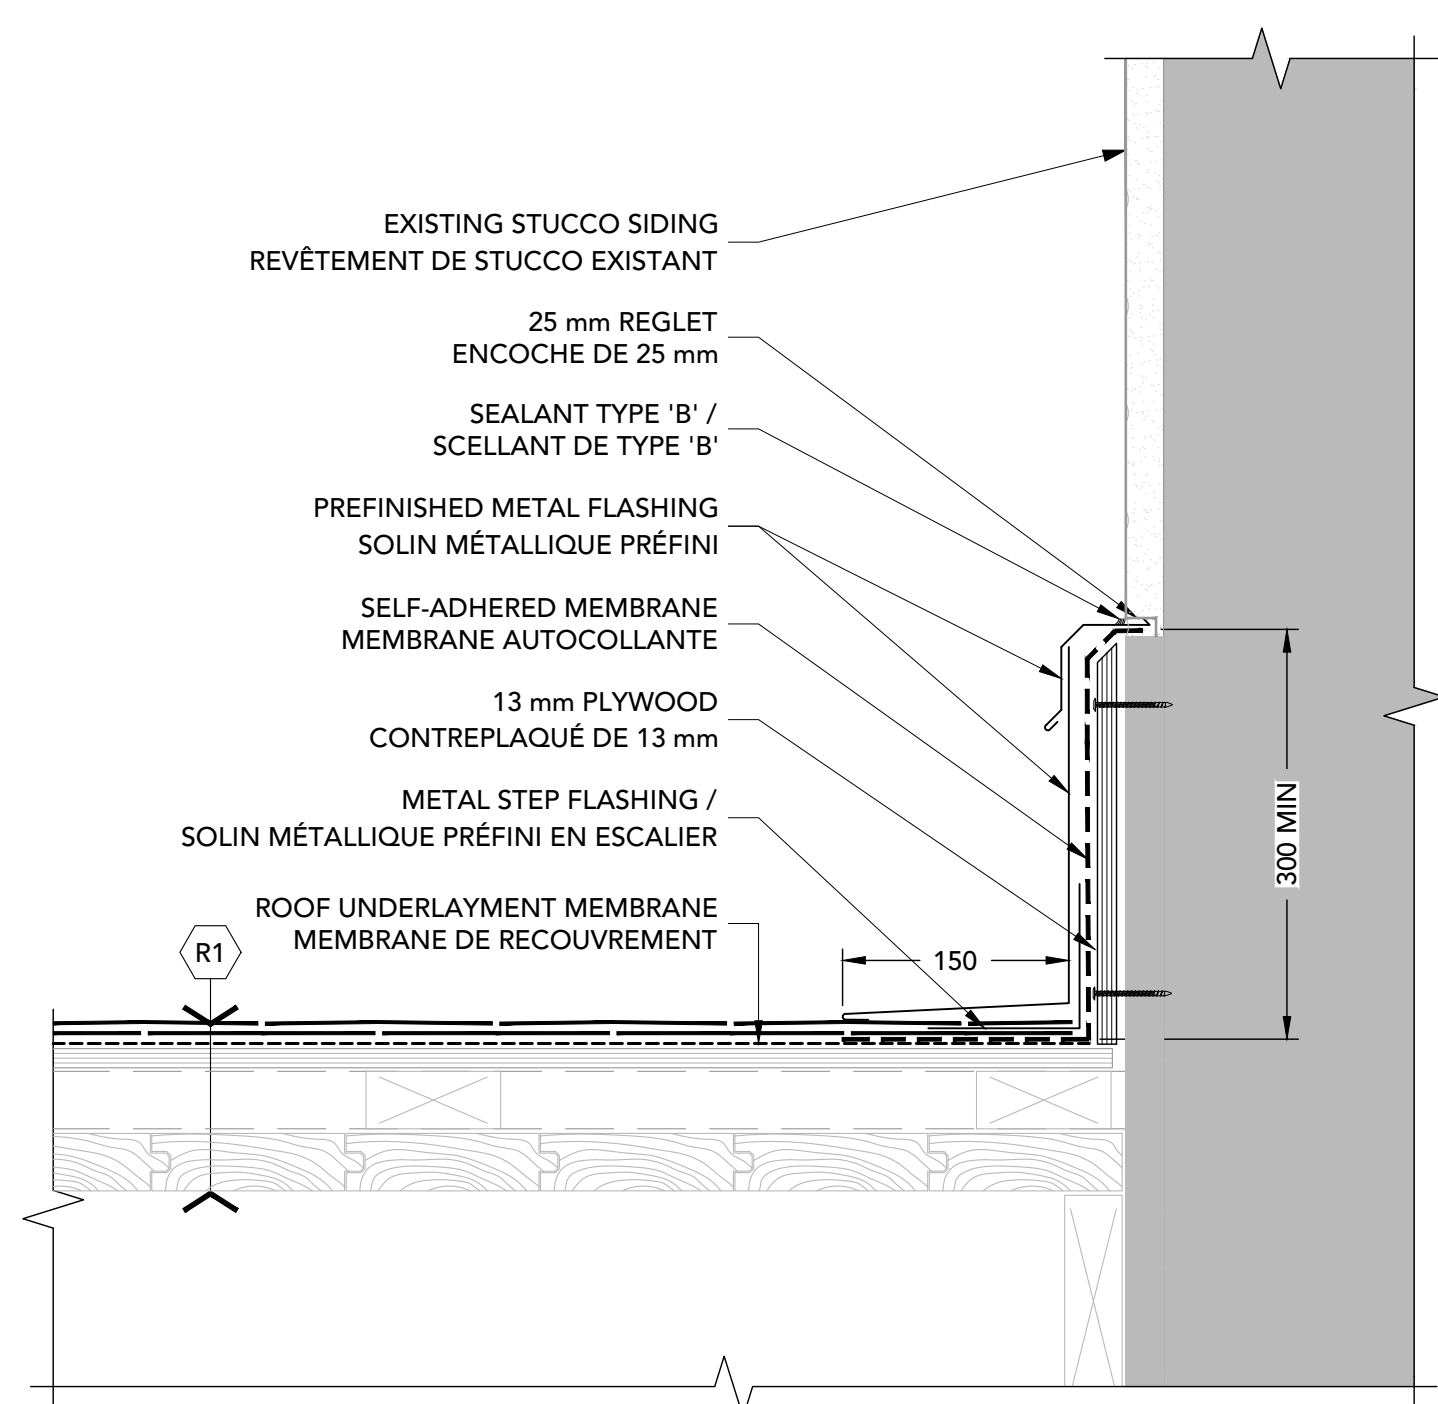 EXISTING STUCCO SIDING
REVÊTEMENT DE STUCCO EXISTANT
25 mm REGLET
ENCOCHE DE 25 mm
SEALANT TYPE 'B' /
SCELLANT DE TYPE 'B'
PREFINISHED METAL FLASHING
SOLIN MÉTALLIQUE PRÉFINI
SELF-ADHERED MEMBRANE
MEMBRANE AUTOCOLLANTE
13 mm PLYWOOD
CONTREPLAQUÉ DE 13 mm
METAL STEP FLASHING /
SOLIN MÉTALLIQUE PRÉFINI EN ESCALIER
ROOF UNDERLAYMENT MEMBRANE
MEMBRANE DE RECOUVREMENT
R1
150
300 MIN